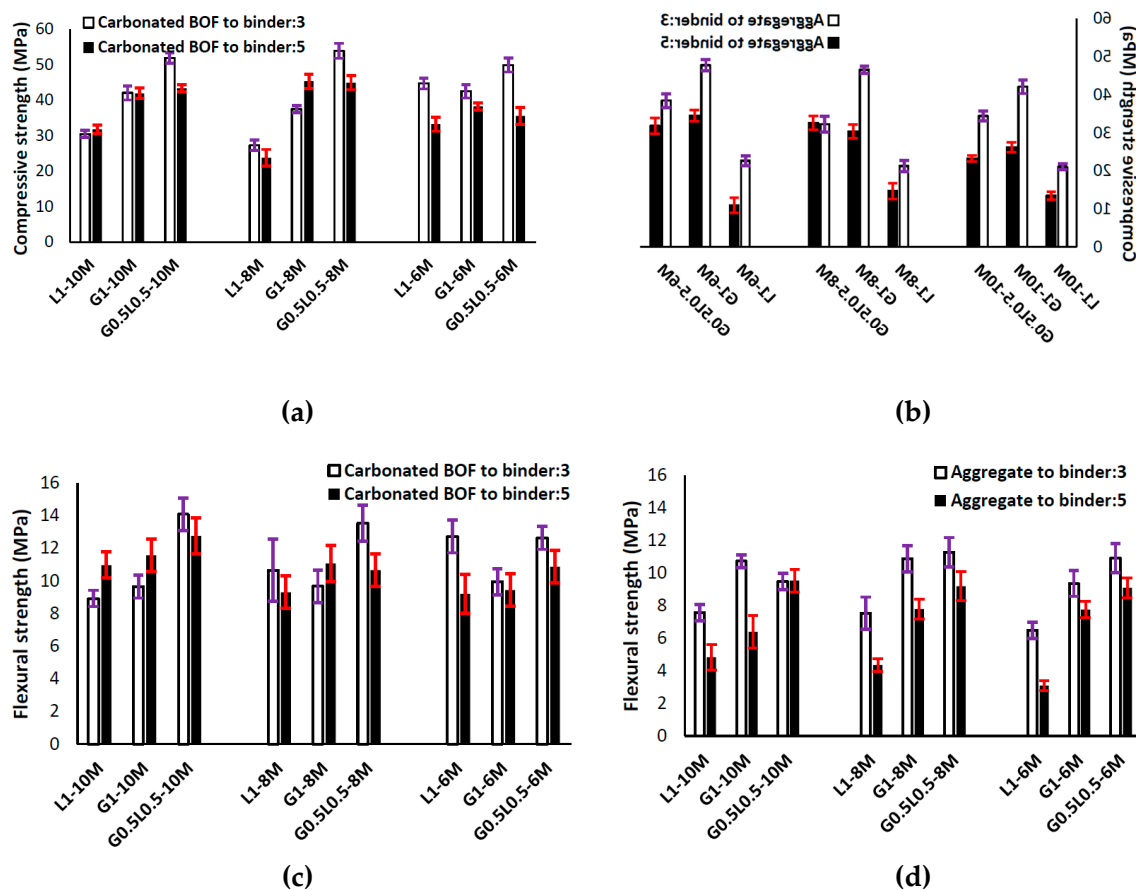 Carbonated BOF to binder:3
Carbonated BOF to binder:5
Compressive strength (MPa)
60
50
40
30
20
10
0
L1-10M
G1-10M
G0.5L0.5-10M
L1-8M
G1-8M
G0.5L0.5-8M
L1-6M
G1-6M
G0.5L0.5-6M
(a)
Aggregate to binder:3
Aggregate to binder:5
Compressive strength (MPa)
60
50
40
30
20
10
0
G0.5L0.5-6M
G1-6M
L1-6M
G0.5L0.5-8M
G1-8M
L1-8M
G0.5L0.5-10M
G1-10M
L1-10M
(b)
Carbonated BOF to binder:3
Carbonated BOF to binder:5
Flexural strength (MPa)
16
14
12
10
8
6
4
2
0
L1-10M
G1-10M
G0.5L0.5-10M
L1-8M
G1-8M
G0.5L0.5-8M
L1-6M
G1-6M
G0.5L0.5-6M
(c)
Aggregate to binder:3
Aggregate to binder:5
Flexural strength (MPa)
16
14
12
10
8
6
4
2
0
L1-10M
G1-10M
G0.5L0.5-10M
L1-8M
G1-8M
G0.5L0.5-8M
L1-6M
G1-6M
G0.5L0.5-6M
(d)